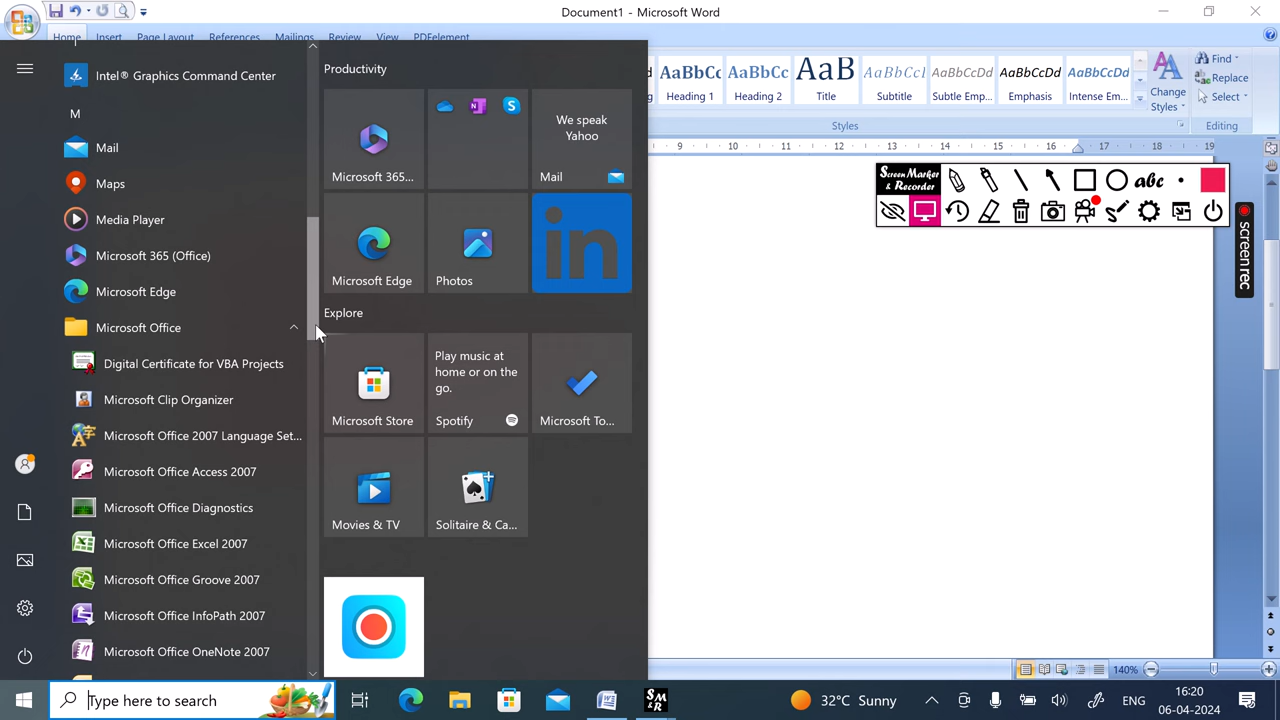 Document1 - Microsoft Word
Home Insert Page Layout References Mailings Review View PDFelement
AaBbCc AaBbCc AaB AaBbCcl AaBbCcDd AaBbCcDd AaBbCcDd
Heading 1 Heading 2 Title Subtitle Subtle Emp... Emphasis Intense Em...
Change
Styles
Find
Replace
Select
Styles
Editing
9 10 11 12 13 14 15 16 17 18 19
Screen
Marker
& Recorder
abc
screenrec
Intel® Graphics Command Center
M
Mail
Maps
Media Player
Microsoft 365 (Office)
Microsoft Edge
Microsoft Office
Digital Certificate for VBA Projects
Microsoft Clip Organizer
Microsoft Office 2007 Language Set...
Microsoft Office Access 2007
Microsoft Office Diagnostics
Microsoft Office Excel 2007
Microsoft Office Groove 2007
Microsoft Office InfoPath 2007
Microsoft Office OneNote 2007
Productivity
Microsoft 365...
We speak
Yahoo
Mail
Microsoft Edge
Photos
in
Explore
Microsoft Store
Play music at
home or on the
go.
Spotify
Microsoft To...
Movies & TV
Solitaire & Ca...
140%
Type here to search
S
M
&R
32°C Sunny
ENG
16:20
06-04-2024